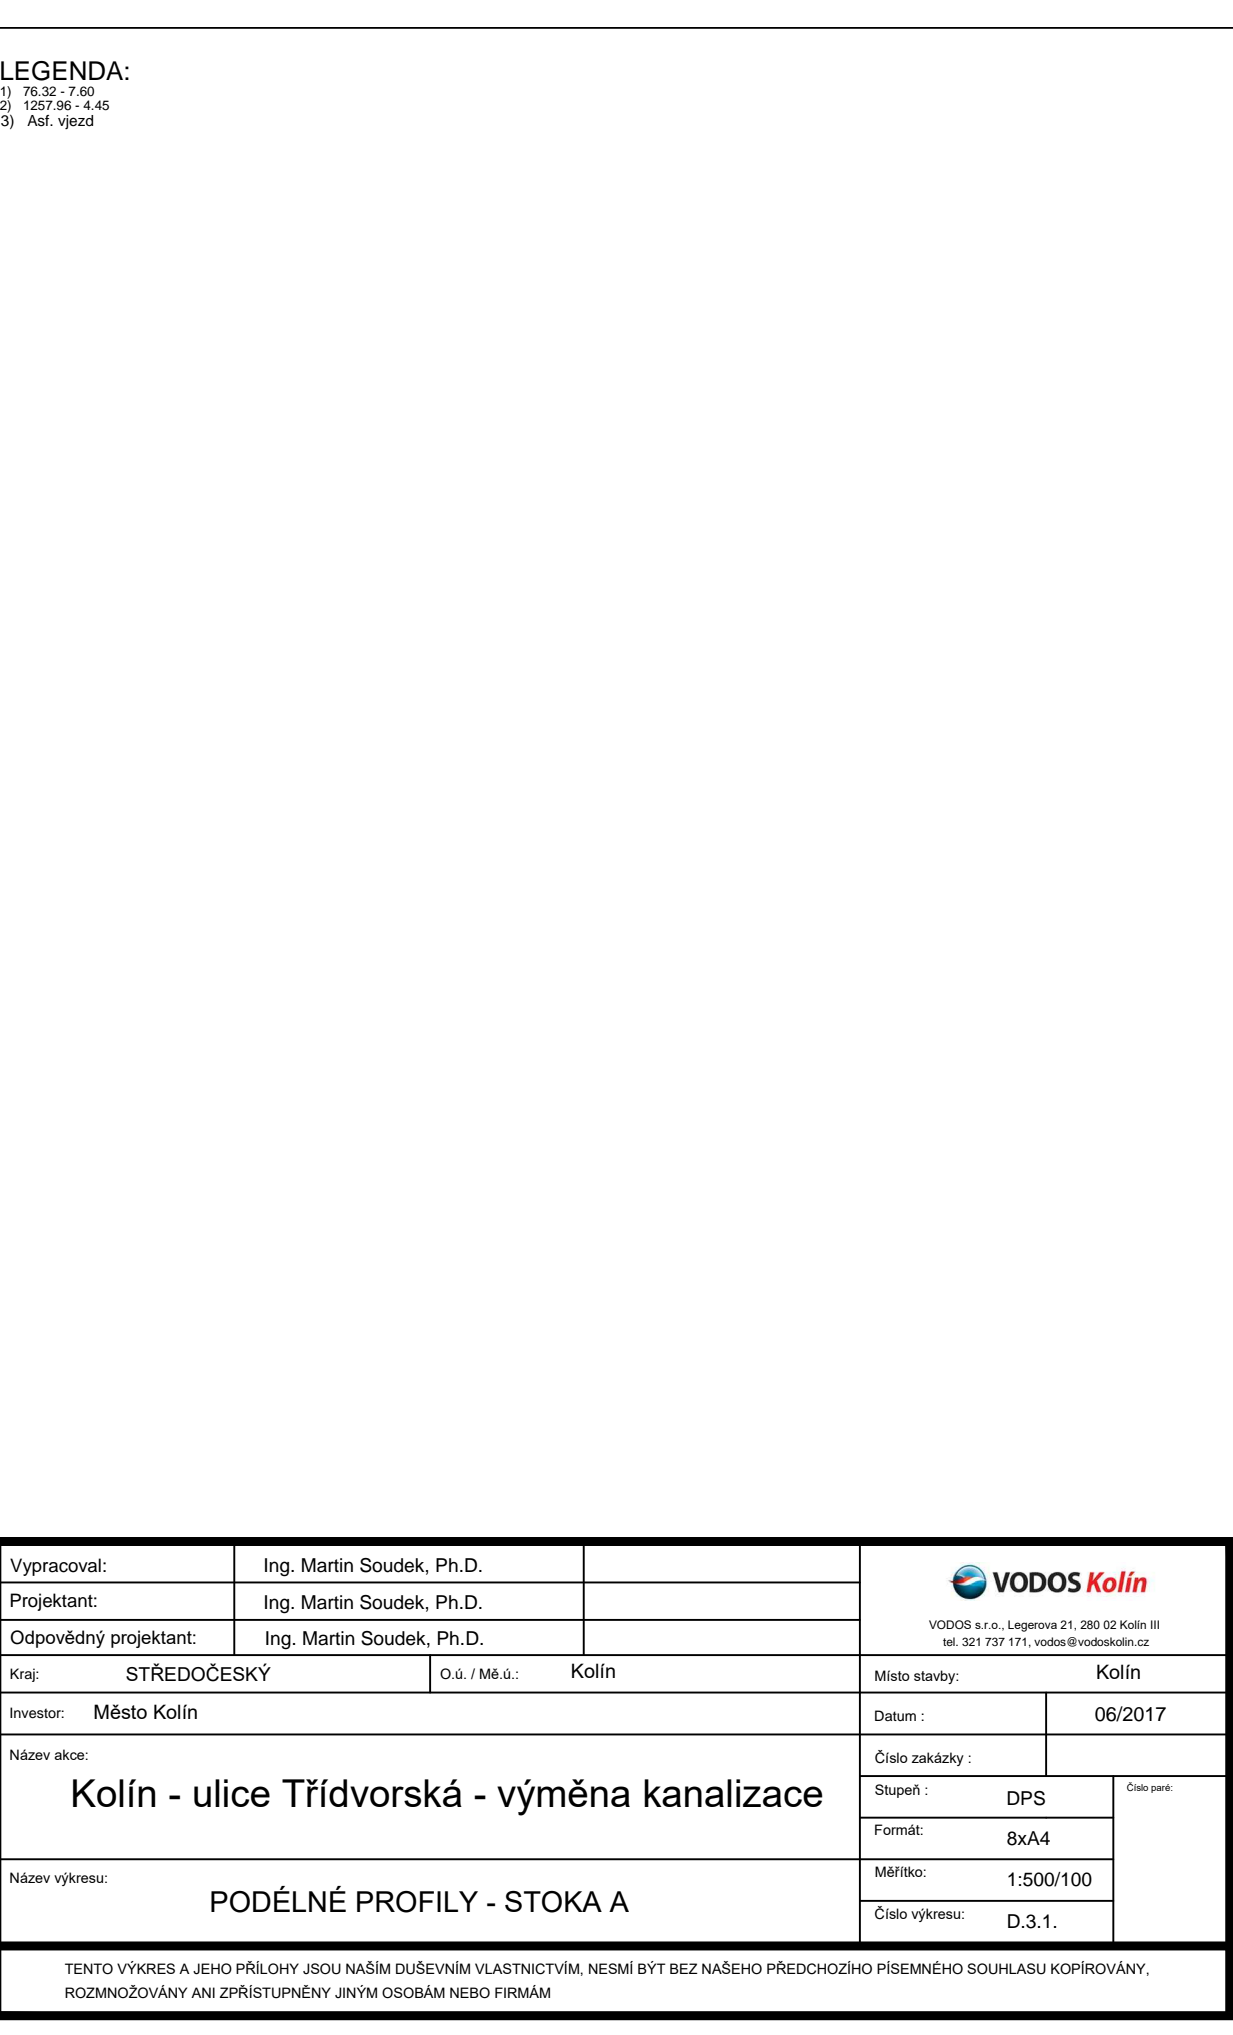 LEGENDA:
1) 76.32 - 7.60
2) 1257.96 - 4.45
3) Asf. vjezd
Vypracoval: Ing. Martin Soudek, Ph.D.
Projektant: Ing. Martin Soudek, Ph.D.
Odpovědný projektant: Ing. Martin Soudek, Ph.D.
VODOS Kolín
VODOS s.r.o., Legerova 21, 280 02 Kolín III
tel. 321 737 171, vodos@vodoskolin.cz
Kraj: STŘEDOČESKÝ O.ú. / Mě.ú.: Kolín
Místo stavby: Kolín
Investor: Město Kolín
Datum : 06/2017
Název akce:
Kolín - ulice Třídvorská - výměna kanalizace
Číslo zakázky :
Stupeň : DPS
Číslo paré:
Formát: 8xA4
Název výkresu:
PODÉLNÉ PROFILY - STOKA A
Měřítko: 1:500/100
Číslo výkresu: D.3.1.
TENTO VÝKRES A JEHO PŘÍLOHY JSOU NAŠÍM DUŠEVNÍM VLASTNICTVÍM, NESMÍ BÝT BEZ NAŠEHO PŘEDCHOZÍHO PÍSEMNÉHO SOUHLASU KOPÍROVÁNY,
ROZMNOŽOVÁNY ANI ZPŘÍSTUPNĚNY JINÝM OSOBÁM NEBO FIRMÁM